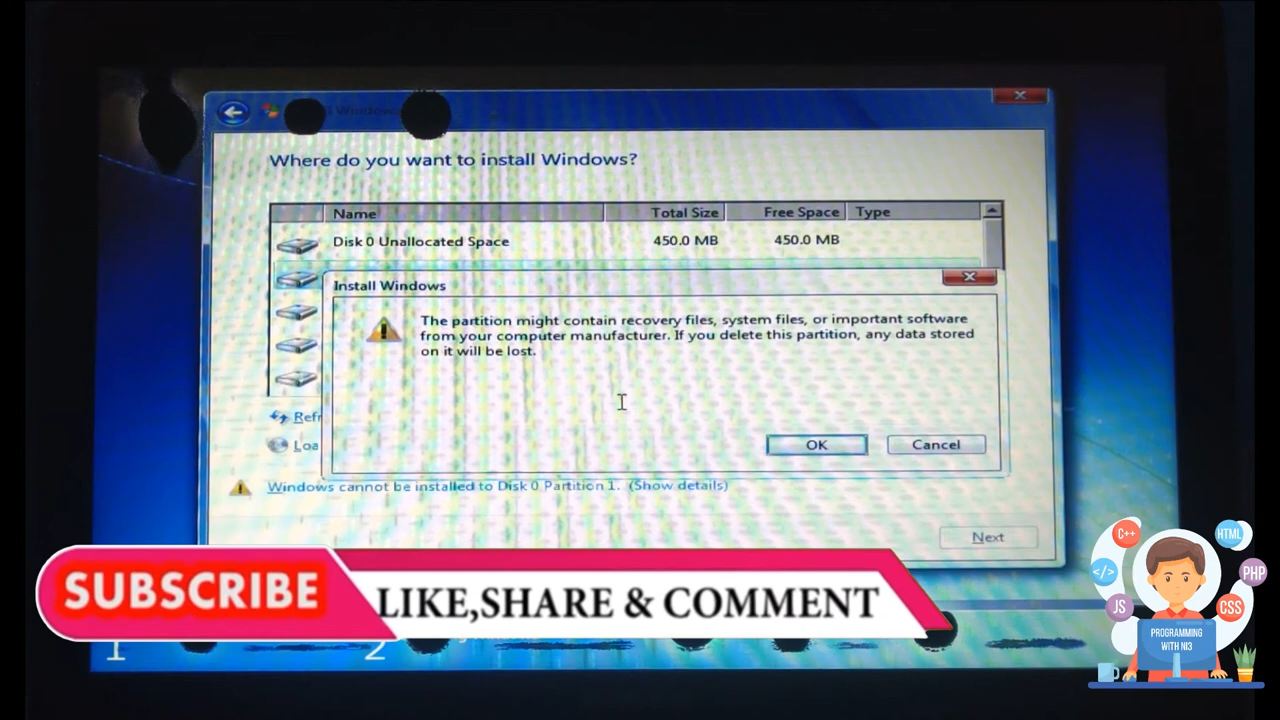 Where do you want to install Windows?
Name Total Size Free Space Type
Disk 0 Unallocated Space 450.0 MB 450.0 MB
Install Windows
The partition might contain recovery files, system files, or important software
from your computer manufacturer. If you delete this partition, any data stored
on it will be lost.
Refr
Loa
OK Cancel
Windows cannot be installed to Disk 0 Partition 1. (Show details)
Next
SUBSCRIBE
LIKE,SHARE & COMMENT
1 2
C++
HTML
</>
PHP
JS
CSS
PROGRAMMING
WITH NI3